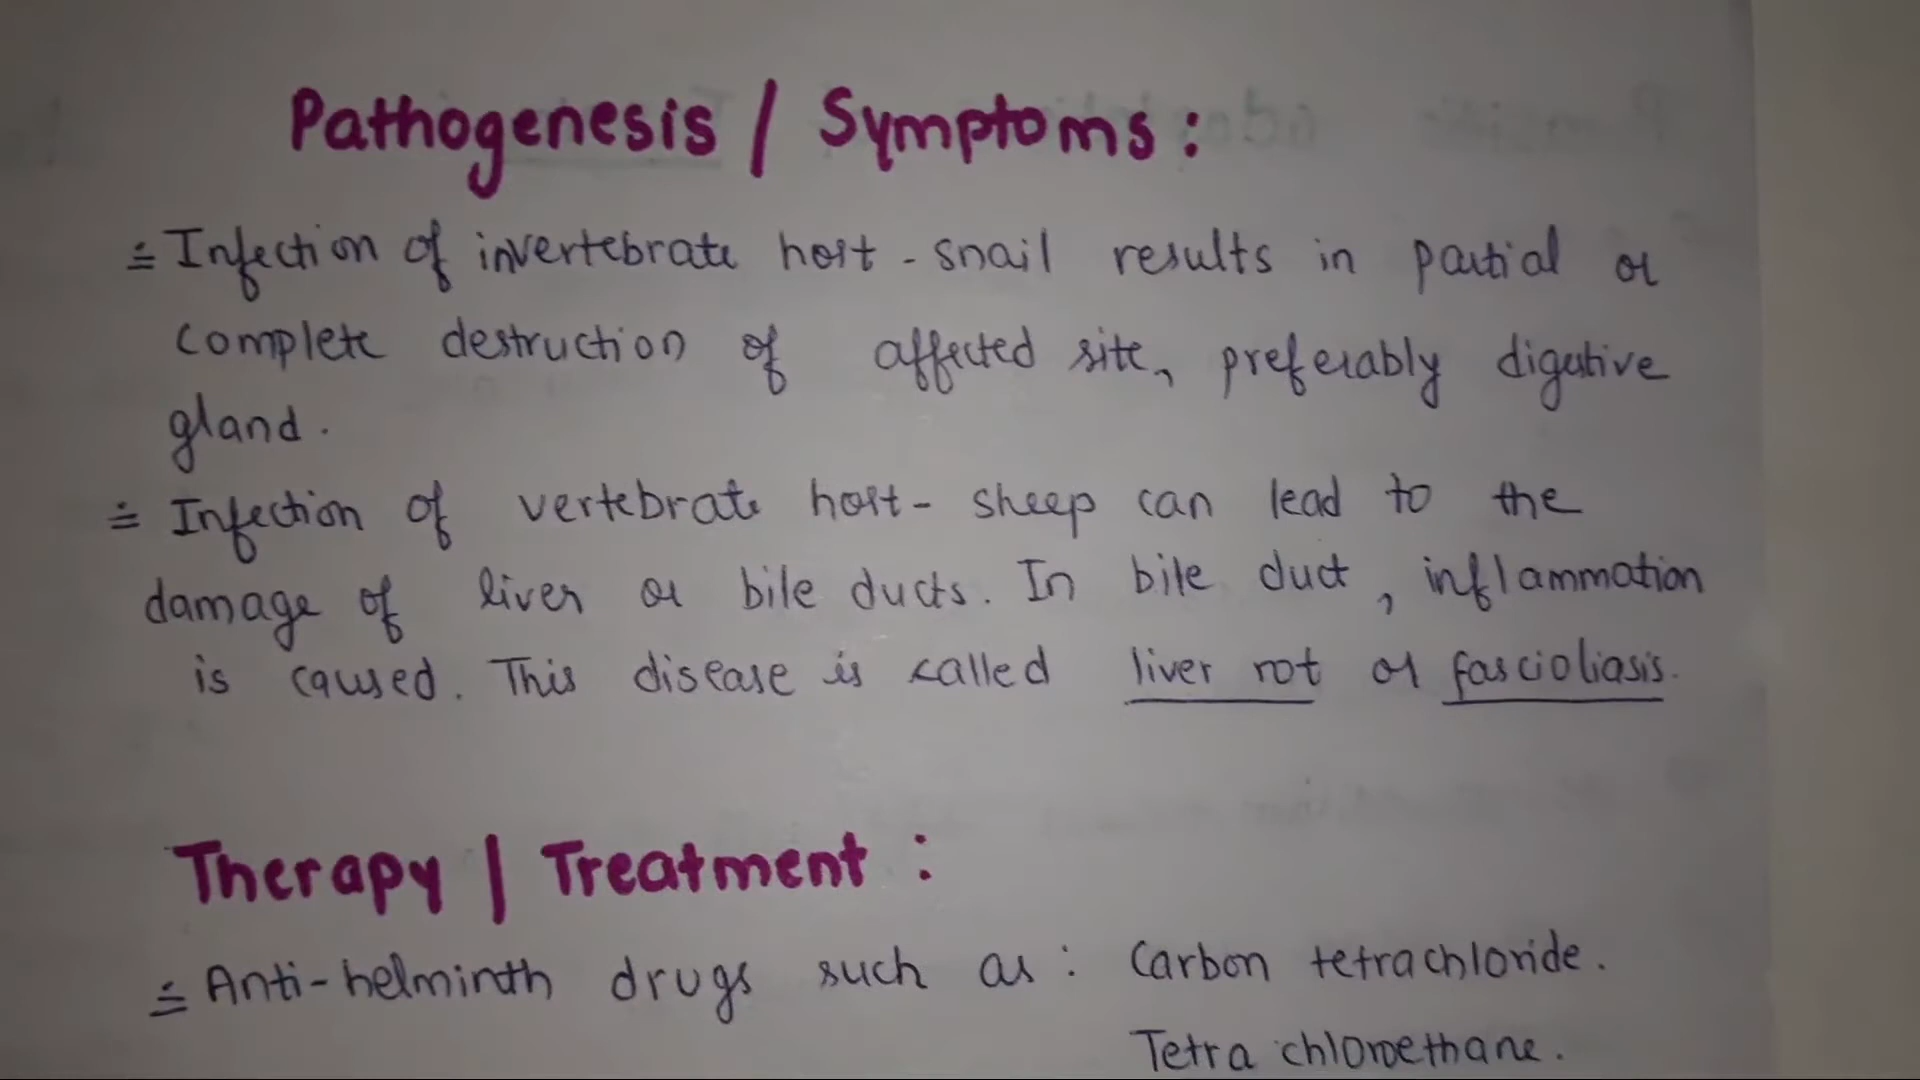 Pathogenesis / Symptoms :
Infection of invertebrate host - snail results in partial or
complete destruction of affected site, preferably digestive
gland.
Infection of vertebrate host - sheep can lead to the
damage of liver or bile ducts. In bile duct, inflammation
is caused. This disease is called liver rot or fascioliasis.
Therapy | Treatment :
Anti-helminth drugs such as : Carbon tetrachloride.
Tetra chloroethane.